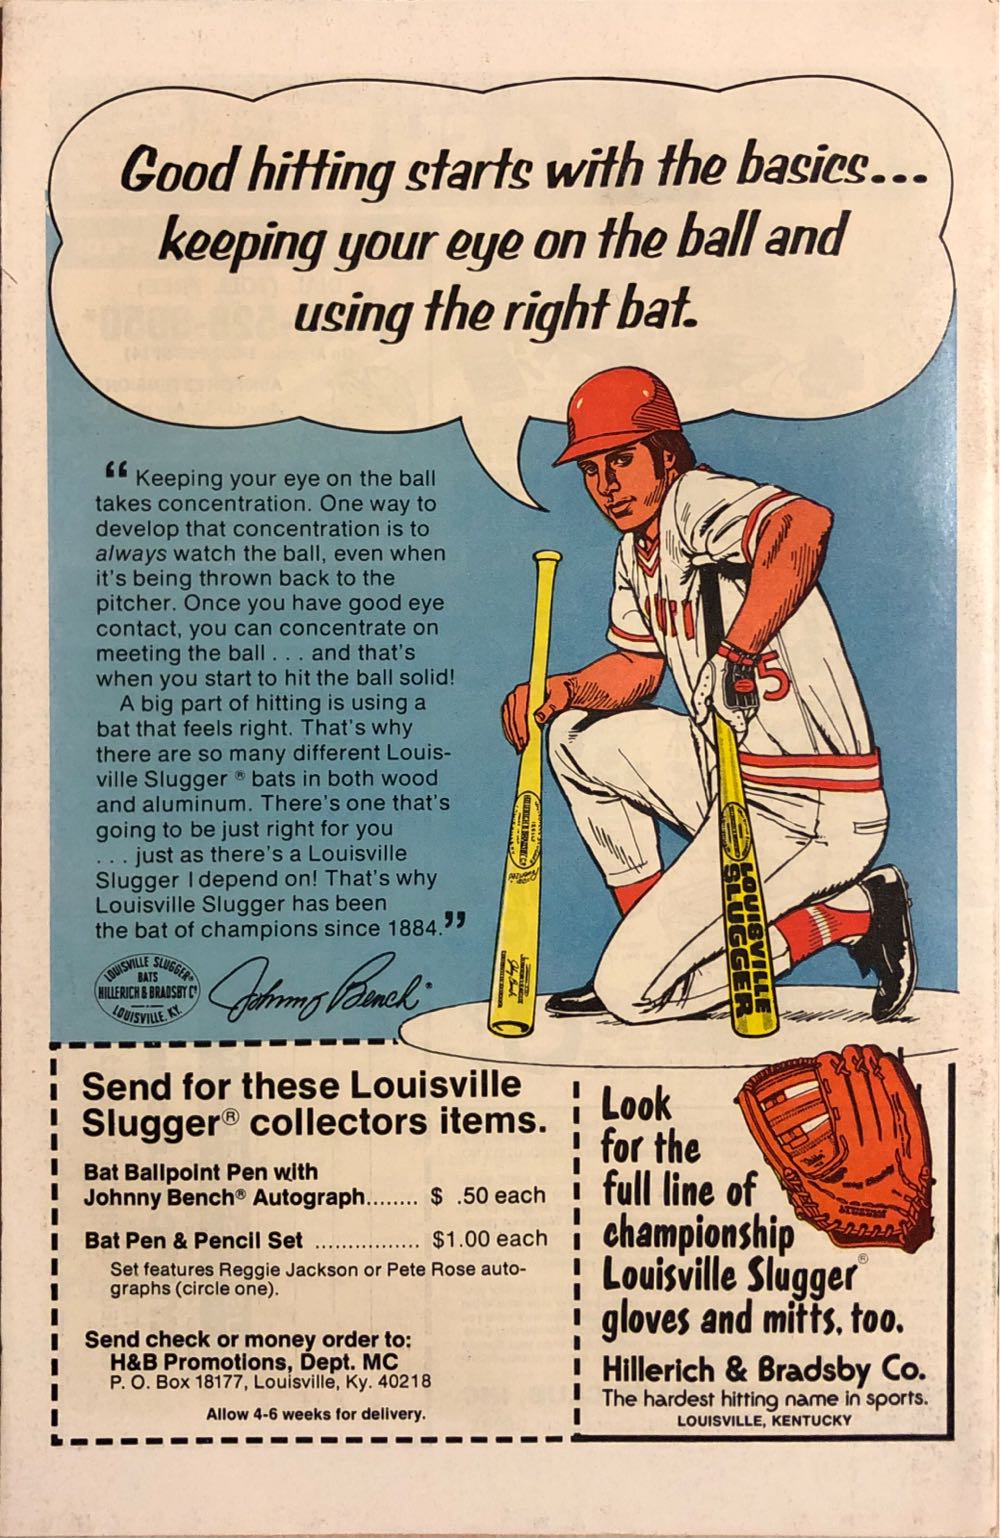 Good hitting starts with the basics...
keeping your eye on the ball and
using the right bat.
“Keeping your eye on the ball
takes concentration. One way to
develop that concentration is to
always watch the ball, even when
it's being thrown back to the
pitcher. Once you have good eye
contact, you can concentrate on
meeting the ball . . . and that's
when you start to hit the ball solid!
A big part of hitting is using a
bat that feels right. That's why
there are so many different Louis-
ville Slugger® bats in both wood
and aluminum. There's one that's
going to be just right for you
. . . just as there's a Louisville
Slugger I depend on! That's why
Louisville Slugger has been
the bat of champions since 1884.”
LOUISVILLE SLUGGER®
BATS
HILLERICH & BRADSBY Cº
LOUISVILLE, KY.
Johnny Bench®
5
LOUISVILLE
SLUGGER
Send for these Louisville
Slugger® collectors items.
Bat Ballpoint Pen with
Johnny Bench® Autograph........ $ .50 each
Bat Pen & Pencil Set ................ $1.00 each
Set features Reggie Jackson or Pete Rose auto-
graphs (circle one).
Send check or money order to:
H&B Promotions, Dept. MC
P. O. Box 18177, Louisville, Ky. 40218
Allow 4-6 weeks for delivery.
Look
for the
full line of
championship
Louisville Slugger®
gloves and mitts, too.
Hillerich & Bradsby Co.
The hardest hitting name in sports.
LOUISVILLE, KENTUCKY